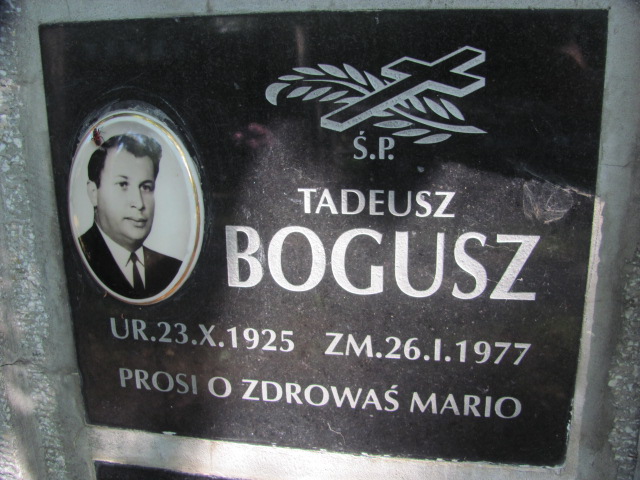 Ś.P.
TADEUSZ
BOGUSZ
UR.23.X.1925 ZM.26.I.1977
PROSI O ZDROWAŚ MARIO